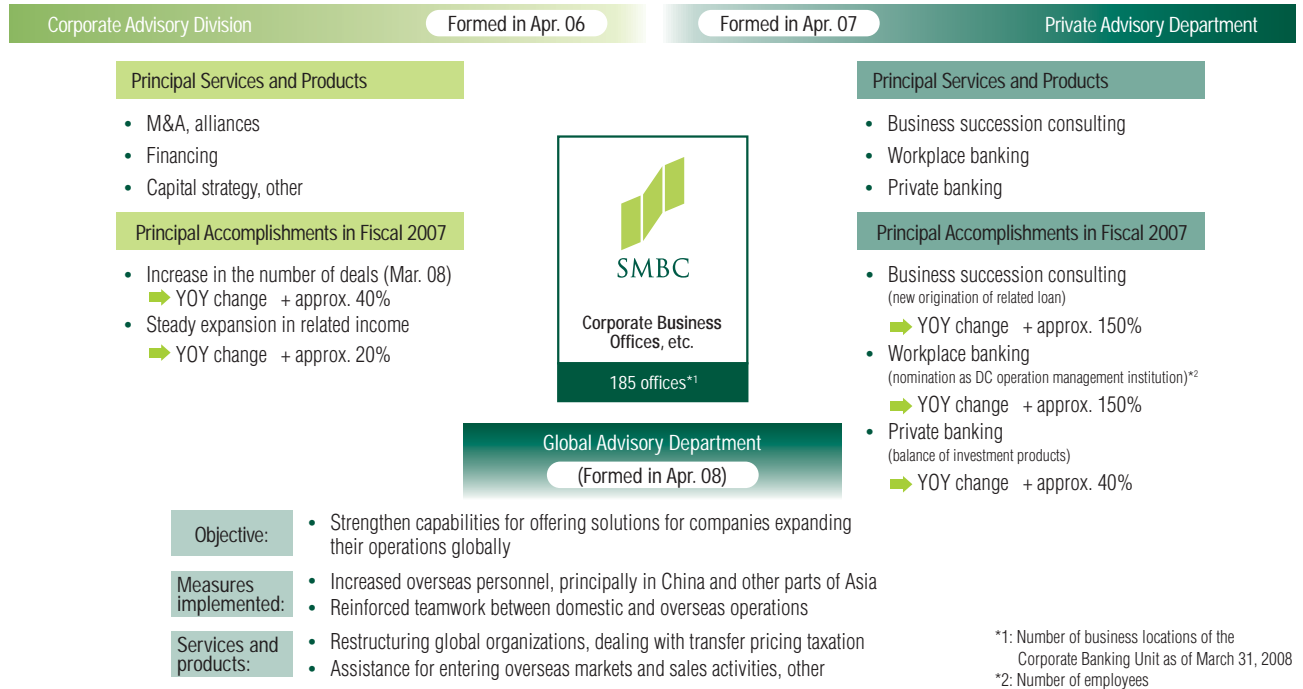 Corporate Advisory Division
Formed in Apr. 06
Formed in Apr. 07
Private Advisory Department
Principal Services and Products
• M&A, alliances
• Financing
• Capital strategy, other
Principal Accomplishments in Fiscal 2007
• Increase in the number of deals (Mar. 08)
YOY change + approx. 40%
• Steady expansion in related income
YOY change + approx. 20%
SMBC
Corporate Business
Offices, etc.
185 offices*1
Principal Services and Products
• Business succession consulting
• Workplace banking
• Private banking
Principal Accomplishments in Fiscal 2007
• Business succession consulting
(new origination of related loan)
YOY change + approx. 150%
• Workplace banking
(nomination as DC operation management institution)*2
YOY change + approx. 150%
• Private banking
(balance of investment products)
YOY change + approx. 40%
Global Advisory Department
(Formed in Apr. 08)
Objective:
• Strengthen capabilities for offering solutions for companies expanding
their operations globally
Measures
implemented:
• Increased overseas personnel, principally in China and other parts of Asia
• Reinforced teamwork between domestic and overseas operations
Services and
products:
• Restructuring global organizations, dealing with transfer pricing taxation
• Assistance for entering overseas markets and sales activities, other
*1: Number of business locations of the
Corporate Banking Unit as of March 31, 2008
*2: Number of employees